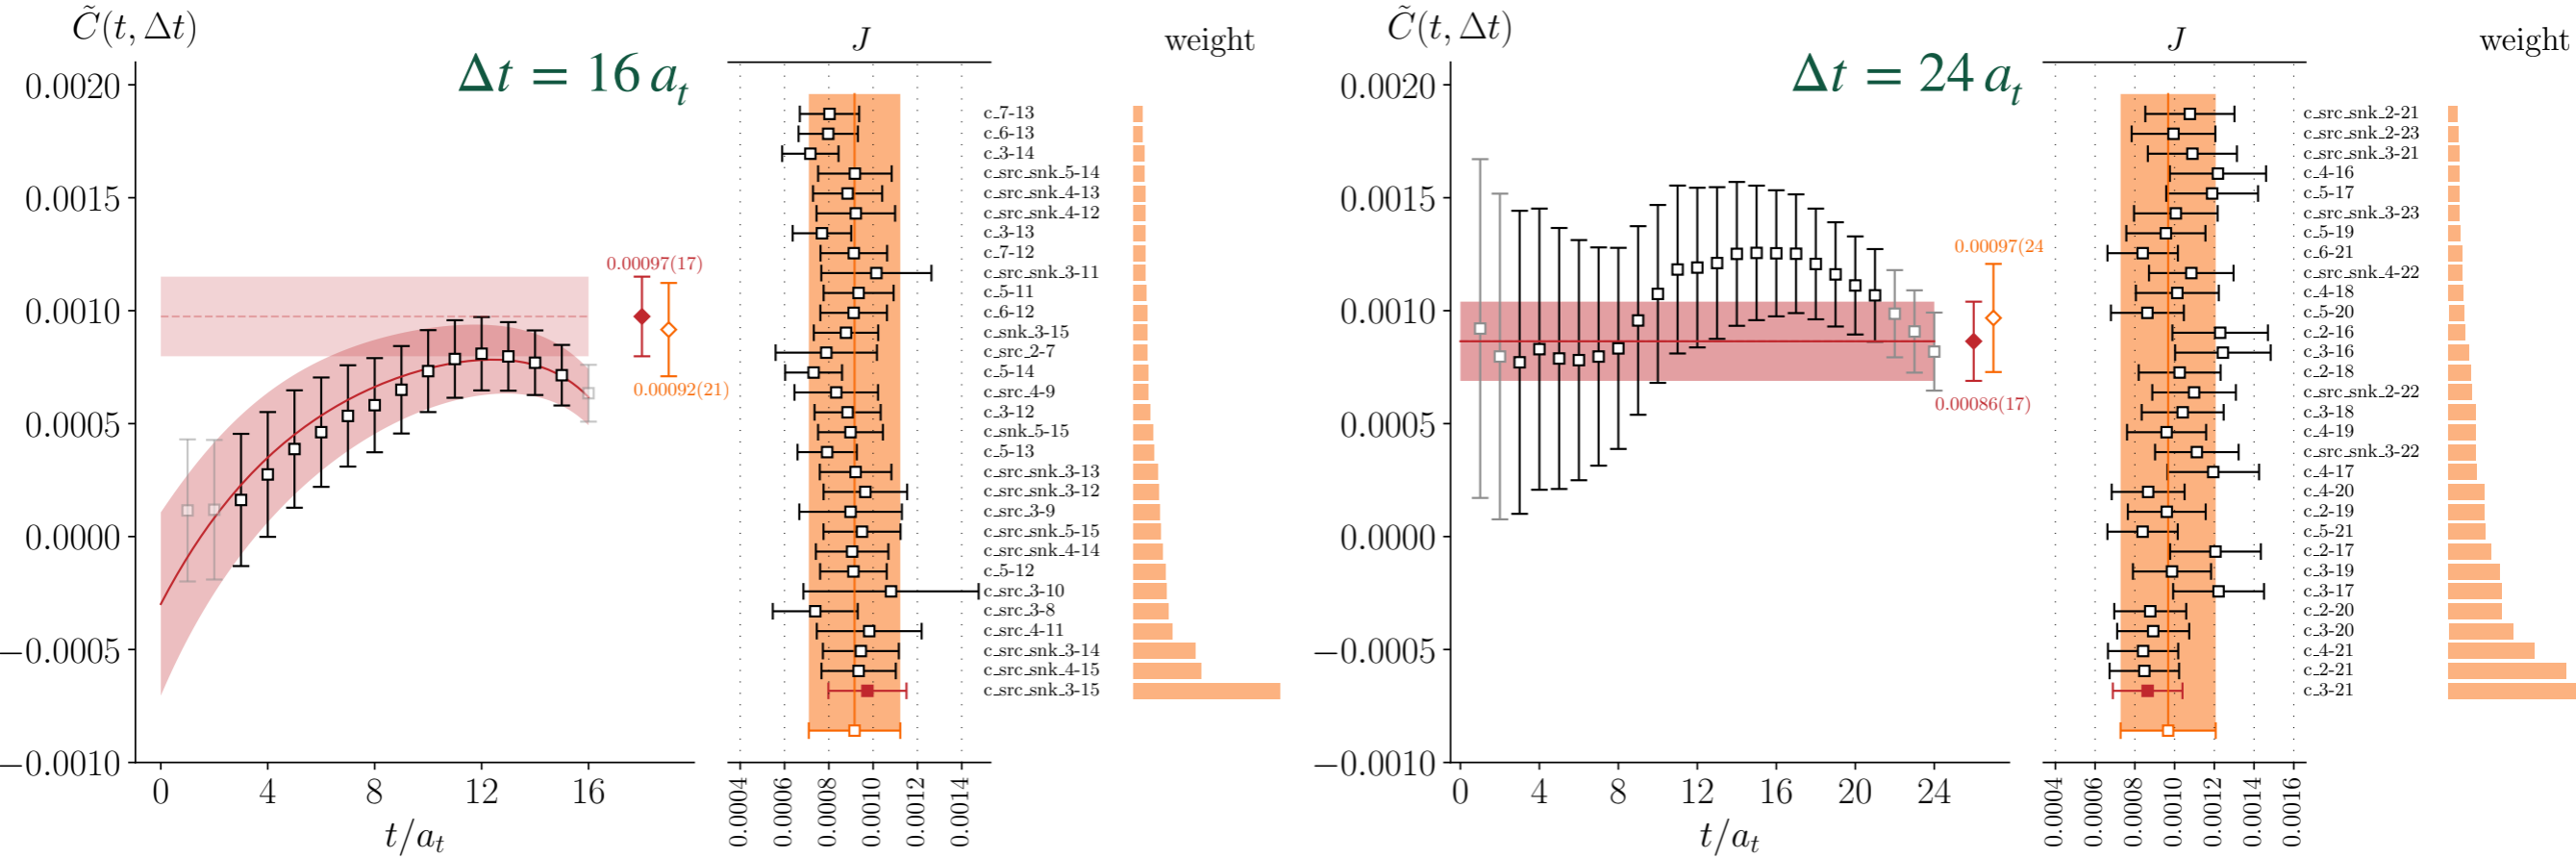 C̃(t, Δt)
Δt = 16 a_t
0.0020
0.0015
0.0010
0.0005
0.0000
−0.0005
−0.0010
0 4 8 12 16
t/a_t
0.00097(17)
0.00092(21)
J
weight
c_7-13
c_6-13
c_3-14
c_src_snk_5-14
c_src_snk_4-13
c_src_snk_4-12
c_3-13
c_7-12
c_src_snk_3-11
c_5-11
c_6-12
c_snk_3-15
c_src_2-7
c_5-14
c_src_4-9
c_3-12
c_snk_5-15
c_5-13
c_src_snk_3-13
c_src_snk_3-12
c_src_3-9
c_src_snk_5-15
c_src_snk_4-14
c_5-12
c_src_3-10
c_src_3-8
c_src_4-11
c_src_snk_3-14
c_src_snk_4-15
c_src_snk_3-15
0.0004 0.0006 0.0008 0.0010 0.0012 0.0014
C̃(t, Δt)
Δt = 24 a_t
0.0020
0.0015
0.0010
0.0005
0.0000
−0.0005
−0.0010
0 4 8 12 16 20 24
t/a_t
0.00097(24
0.00086(17)
J
weight
c_src_snk_2-21
c_src_snk_2-23
c_src_snk_3-21
c_4-16
c_5-17
c_src_snk_3-23
c_5-19
c_6-21
c_src_snk_4-22
c_4-18
c_5-20
c_2-16
c_3-16
c_2-18
c_src_snk_2-22
c_3-18
c_4-19
c_src_snk_3-22
c_4-17
c_4-20
c_2-19
c_5-21
c_2-17
c_3-19
c_3-17
c_2-20
c_3-20
c_4-21
c_2-21
c_3-21
0.0004 0.0006 0.0008 0.0010 0.0012 0.0014 0.0016